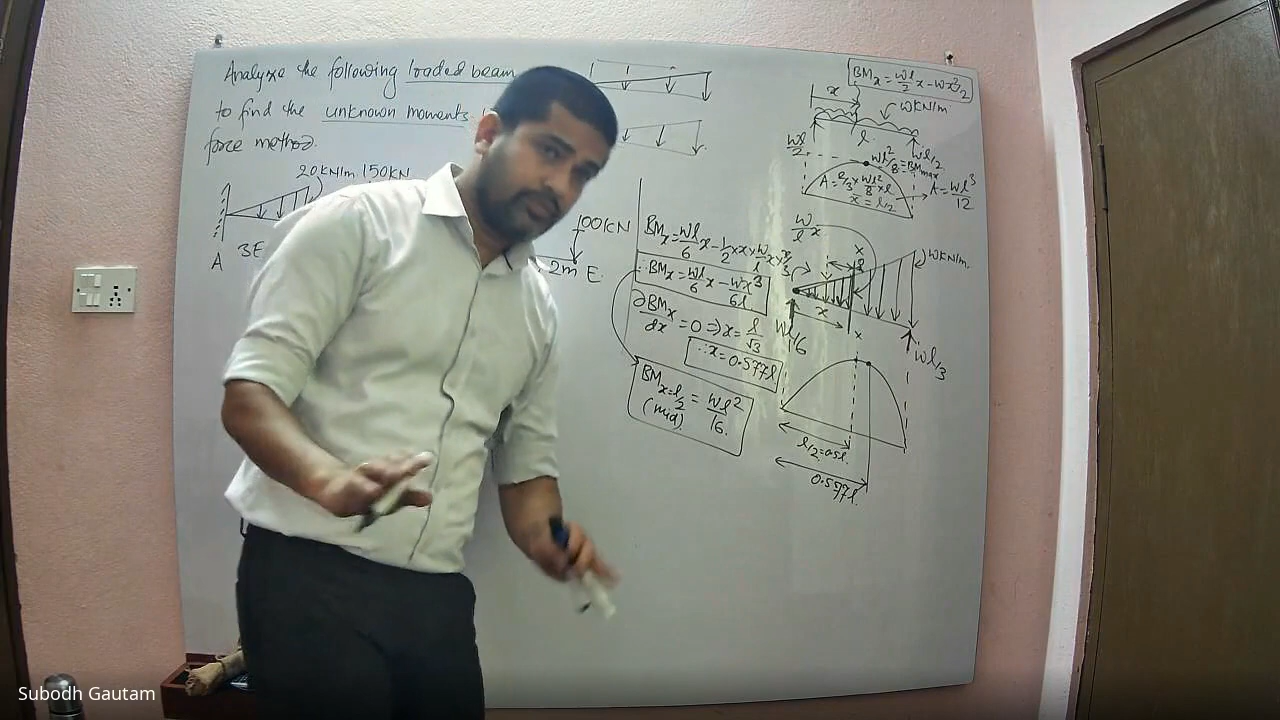 Analyze the following loaded beam
to find the unknown moments
force method.
20KN/m 150KN
3E
A
100KN
2m E.
BMx = wl/2 x - wx²/2
x
wKN/m
l
wl/2
wl²/8 = BMmax
wl/2
A = 2/3 × wl²/8 × l
x̄ = l/2
A = wl³/12
w/l x
BMx = wl/6 x - 1/2 × x × w/l x × x/3
∴ BMx = wl/6 x - wx³/6l
∂BMx/dx = 0 ⇒ x = l/√3
∴ x = 0.577l
BM x=l/2 (mid) = wl²/16.
x
wKN/m.
x
x
wl/6
wl/3
l/2 = 0.5l.
0.577l
Subodh Gautam